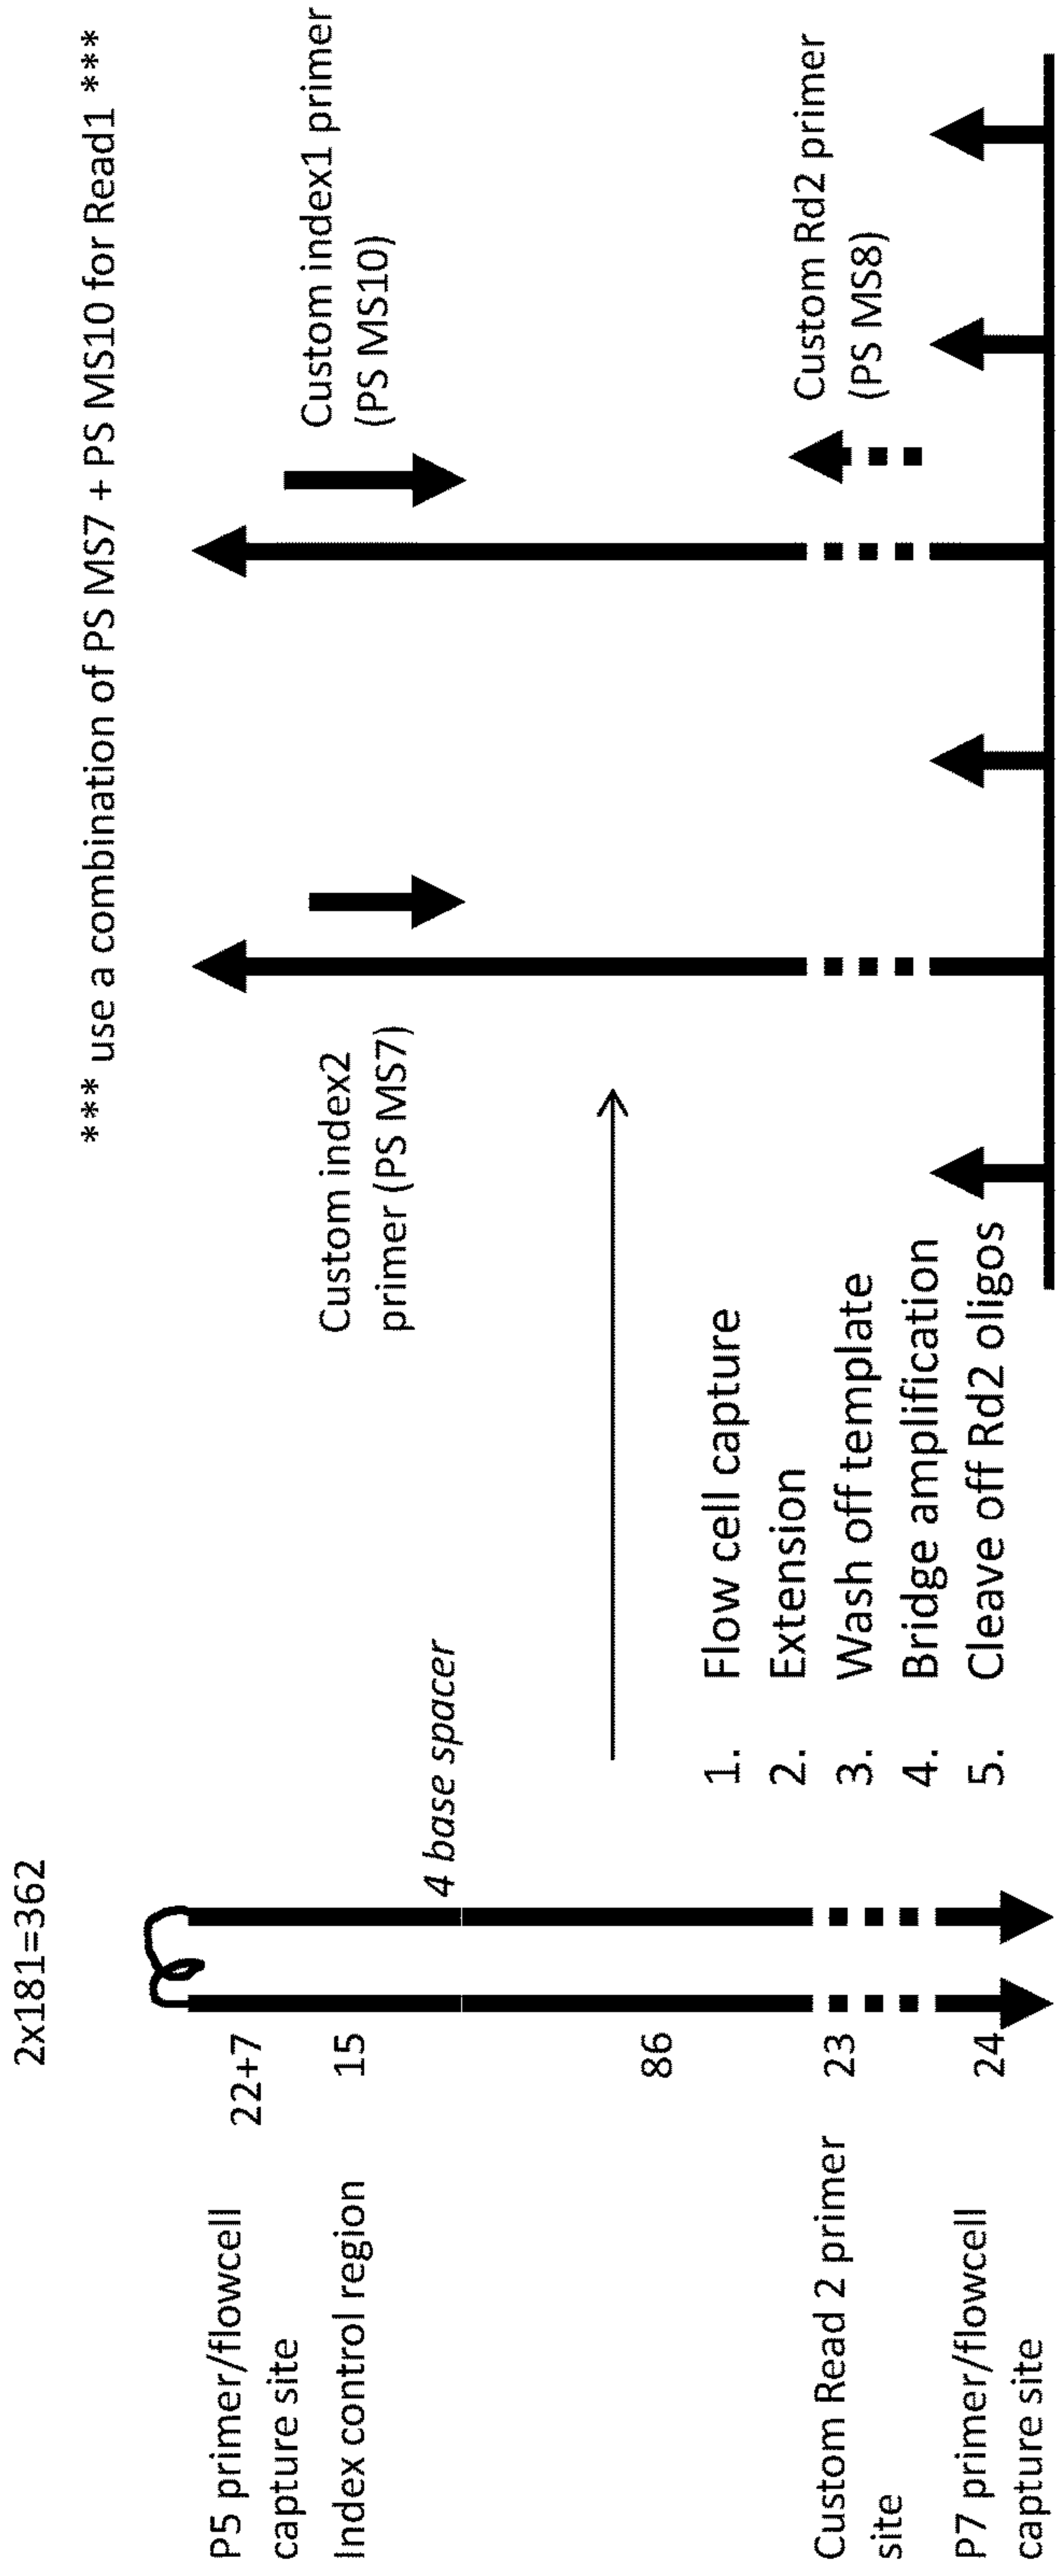 2x181=362
*** use a combination of PS MS7 + PS MS10 for Read1 ***
P5 primer/flowcell
capture site
22+7
Index control region
15
4 base spacer
86
Custom Read 2 primer
site
23
P7 primer/flowcell
capture site
24
1. Flow cell capture
2. Extension
3. Wash off template
4. Bridge amplification
5. Cleave off Rd2 oligos
Custom index2
primer (PS MS7)
Custom index1 primer
(PS MS10)
Custom Rd2 primer
(PS MS8)